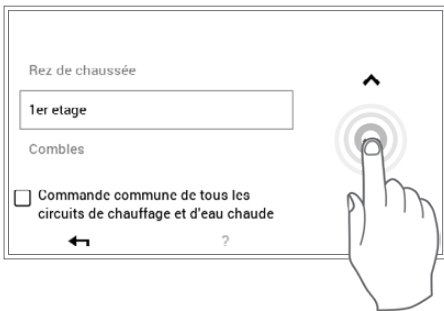 Rez de chaussée
1er etage
Combles
Commande commune de tous les
circuits de chauffage et d'eau chaude
?